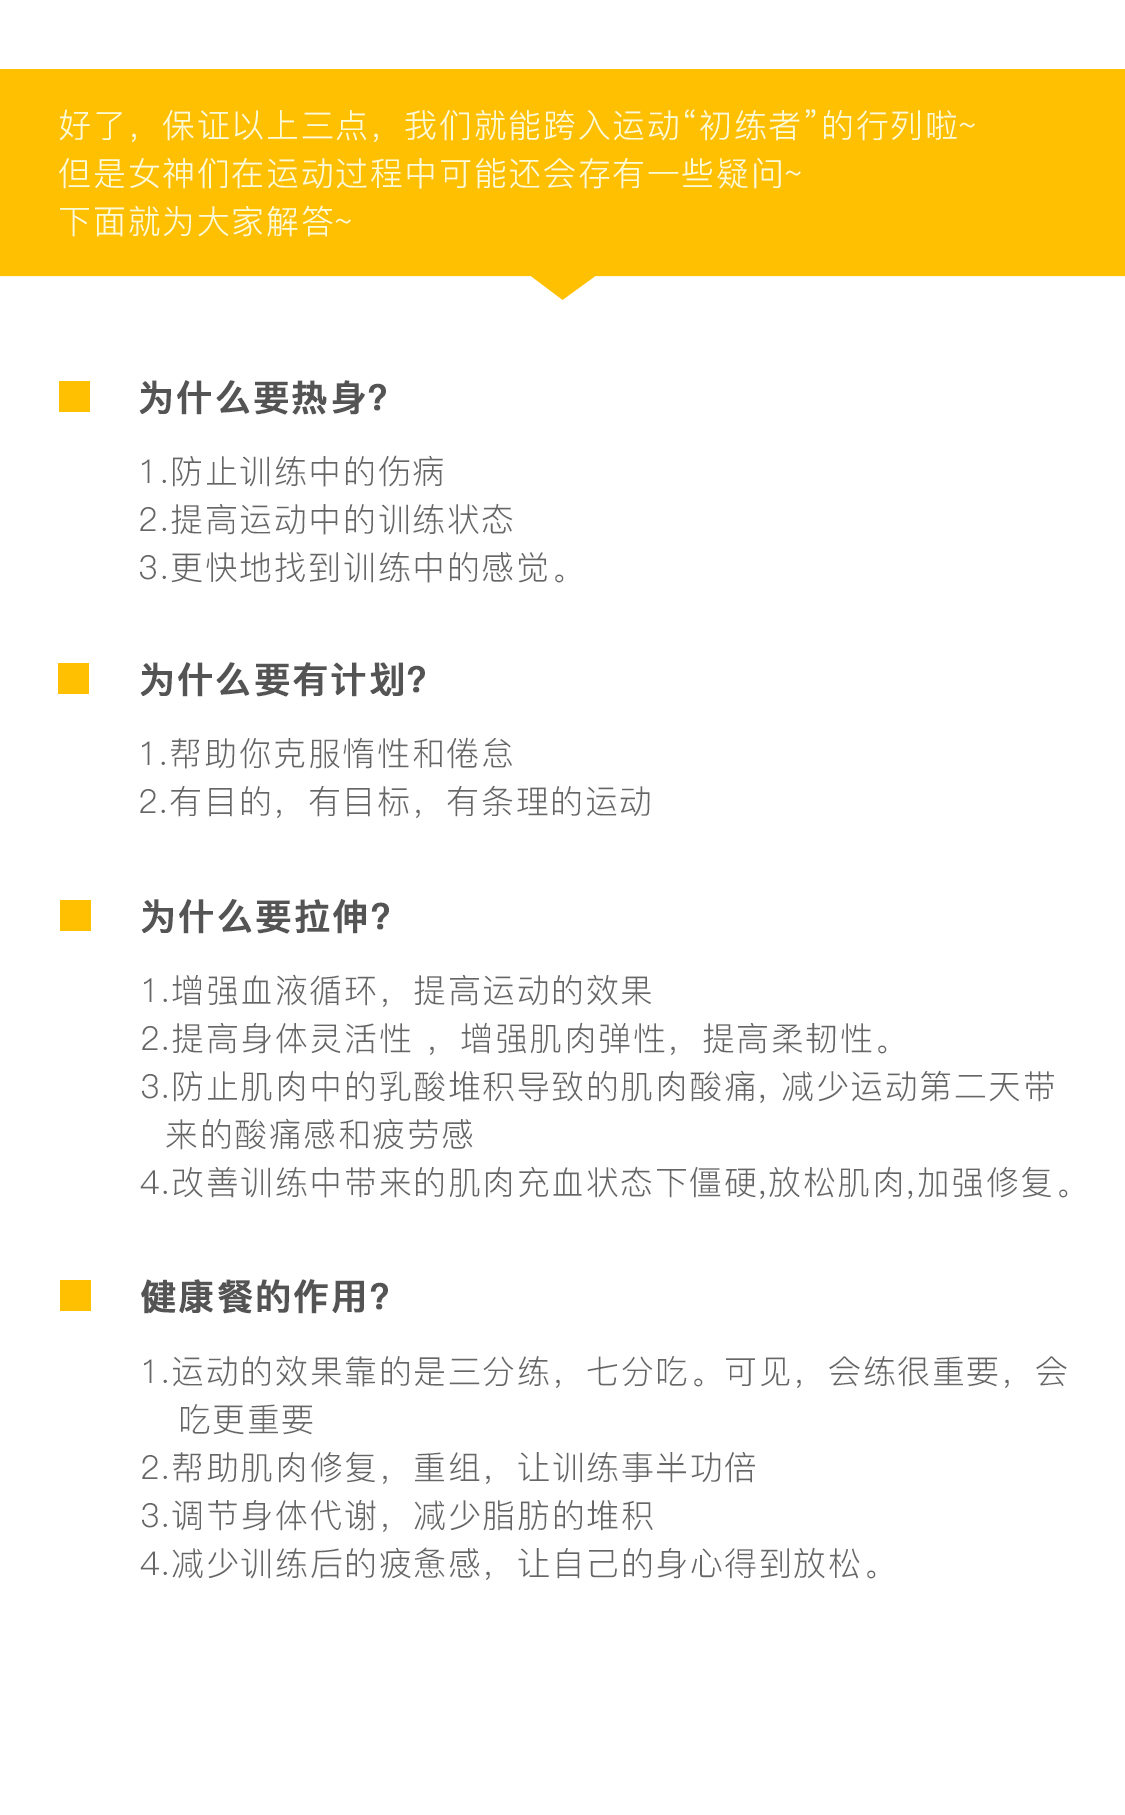 好了，保证以上三点，我们就能跨入运动“初练者”的行列啦~
但是女神们在运动过程中可能还会存有一些疑问~
下面就为大家解答~
为什么要热身?
1.防止训练中的伤病
2.提高运动中的训练状态
3.更快地找到训练中的感觉。
为什么要有计划?
1.帮助你克服惰性和倦怠
2.有目的，有目标，有条理的运动
为什么要拉伸?
1.增强血液循环，提高运动的效果
2.提高身体灵活性 ，增强肌肉弹性，提高柔韧性。
3.防止肌肉中的乳酸堆积导致的肌肉酸痛, 减少运动第二天带
来的酸痛感和疲劳感
4.改善训练中带来的肌肉充血状态下僵硬,放松肌肉,加强修复。
健康餐的作用?
1.运动的效果靠的是三分练，七分吃。可见，会练很重要，会
吃更重要
2.帮助肌肉修复，重组，让训练事半功倍
3.调节身体代谢，减少脂肪的堆积
4.减少训练后的疲惫感，让自己的身心得到放松。